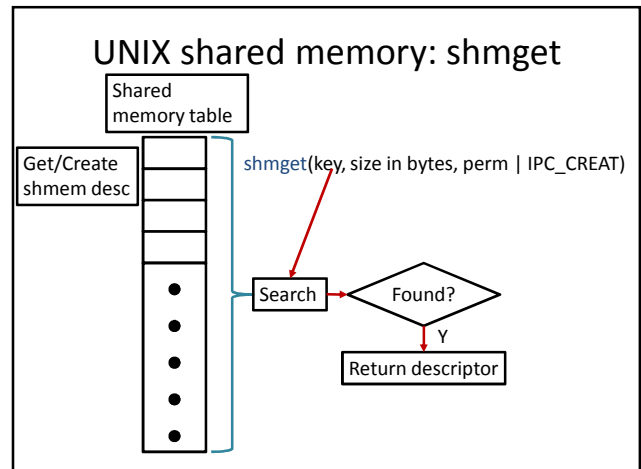 UNIX shared memory: shmget
Shared
memory table
Get/Create
shmem desc
shmget(key, size in bytes, perm | IPC_CREAT)
Search
Found?
Y
Return descriptor